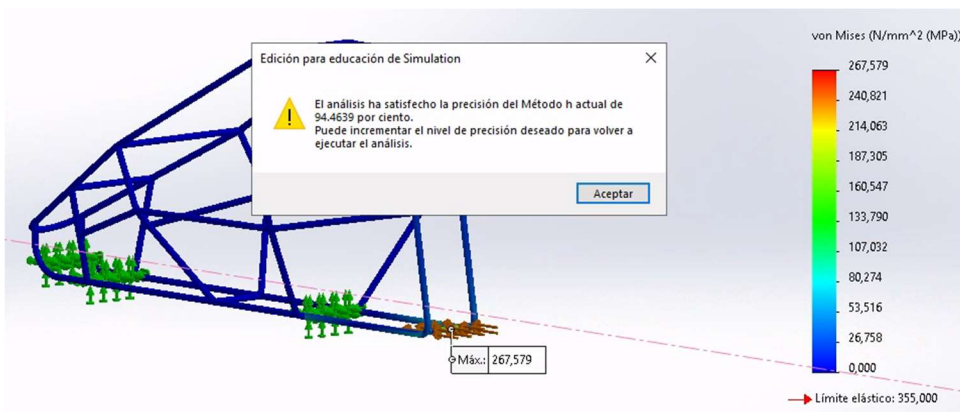 von Mises (N/mm^2 (MPa))
Edición para educación de Simulation
El análisis ha satisfecho la precisión del Método h actual de
94.4639 por ciento.
Puede incrementar el nivel de precisión deseado para volver a
ejecutar el análisis.
Aceptar
267,579
240,821
214,063
187,305
160,547
133,790
107,032
80,274
53,516
26,758
0,000
Límite elástico: 355,000
Máx.: 267,579